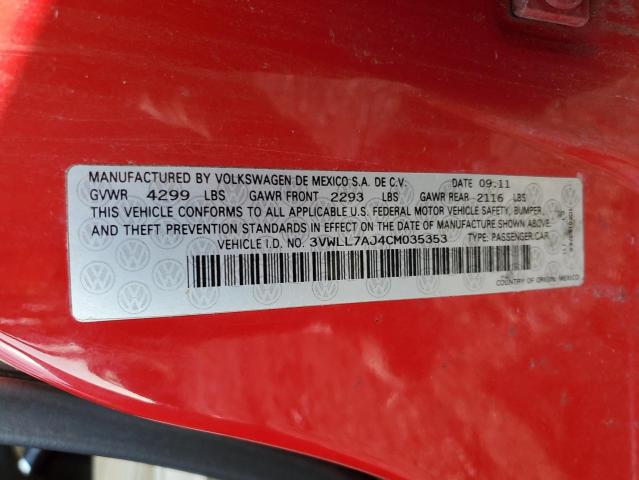 MANUFACTURED BY VOLKSWAGEN DE MEXICO S.A. DE C.V. DATE 09.11
GVWR 4299 LBS GAWR FRONT 2293 LBS GAWR REAR 2116 LBS
THIS VEHICLE CONFORMS TO ALL APPLICABLE U.S. FEDERAL MOTOR VEHICLE SAFETY, BUMPER,
AND THEFT PREVENTION STANDARDS IN EFFECT ON THE DATE OF MANUFACTURE SHOWN ABOVE.
VEHICLE I.D. NO. 3VWLL7AJ4CM035353 TYPE: PASSENGER CAR
COUNTRY OF ORIGIN: MEXICO